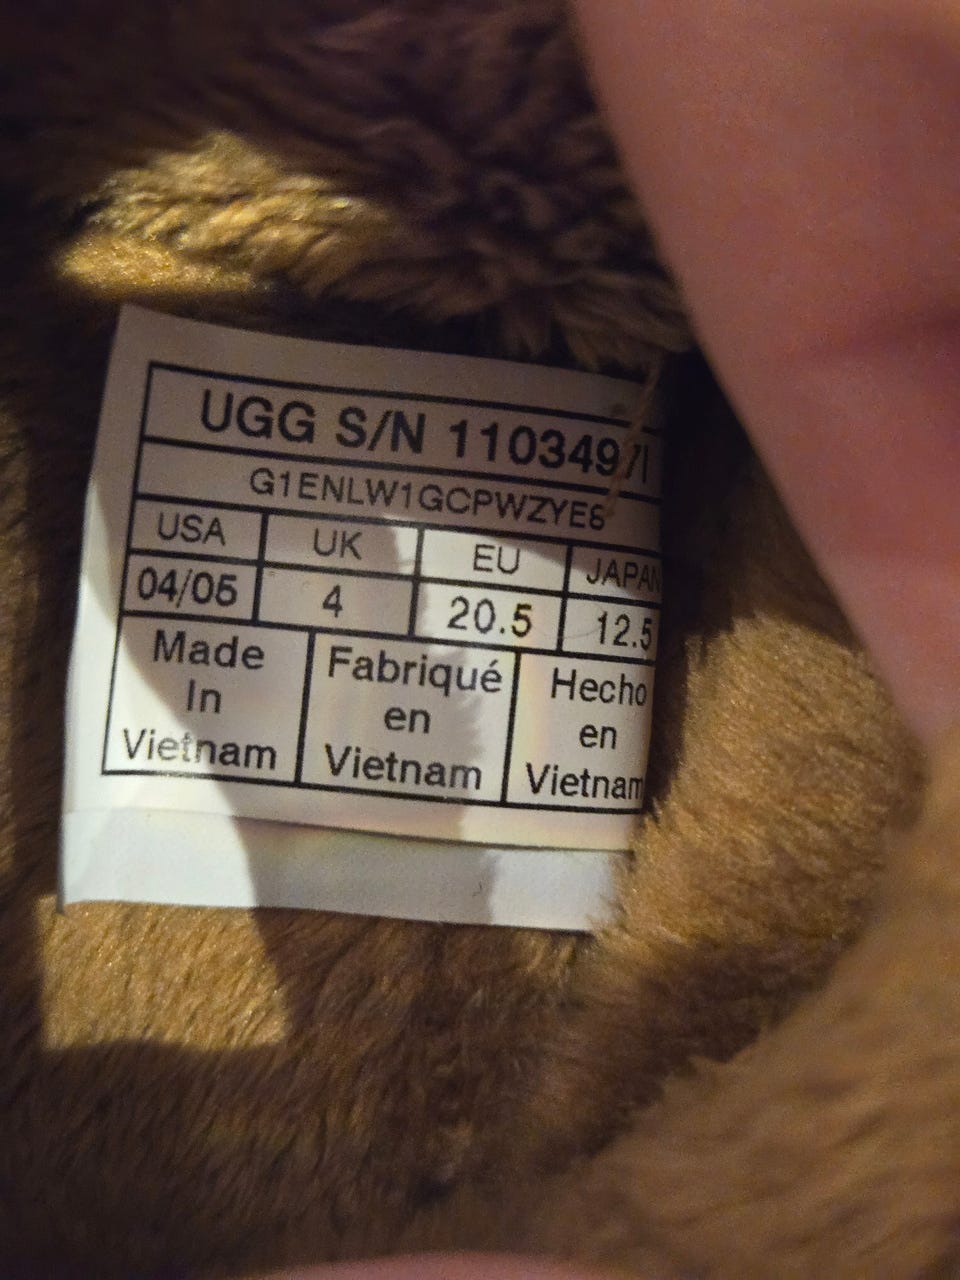 UGG S/N 1103497I
G1ENLW1GCPWZYE6
USA UK EU JAPAN
04/05 4 20.5 12.5
Made
In
Vietnam
Fabriqué
en
Vietnam
Hecho
en
Vietnam